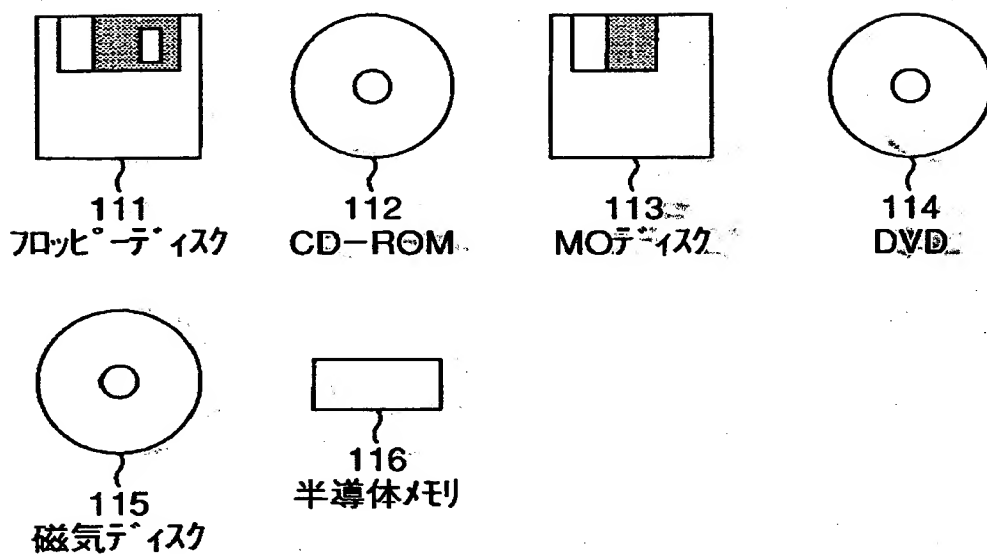 111
フロッピーディスク
112
CD-ROM
113
MOディスク
114
DVD
115
磁気ディスク
116
半導体メモリ